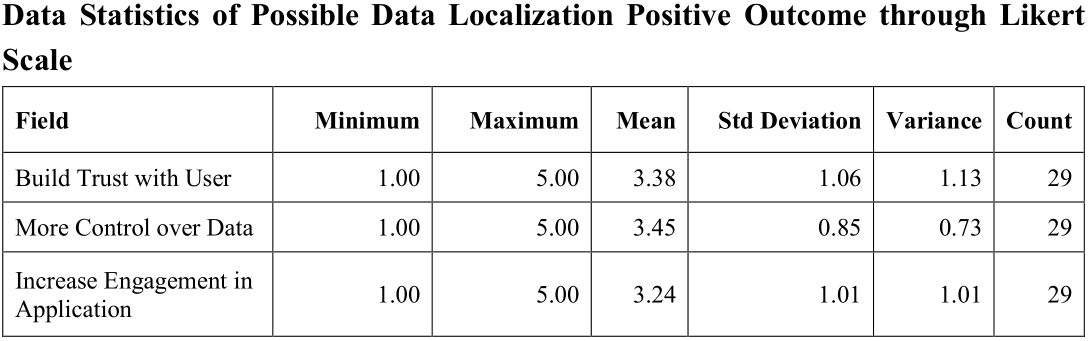 Data Statistics of Possible Data Localization Positive Outcome through Likert
Scale
Field Minimum Maximum Mean Std Deviation Variance Count
Build Trust with User 1.00 5.00 3.38 1.06 1.13 29
More Control over Data 1.00 5.00 3.45 0.85 0.73 29
Increase Engagement in
Application 1.00 5.00 3.24 1.01 1.01 29